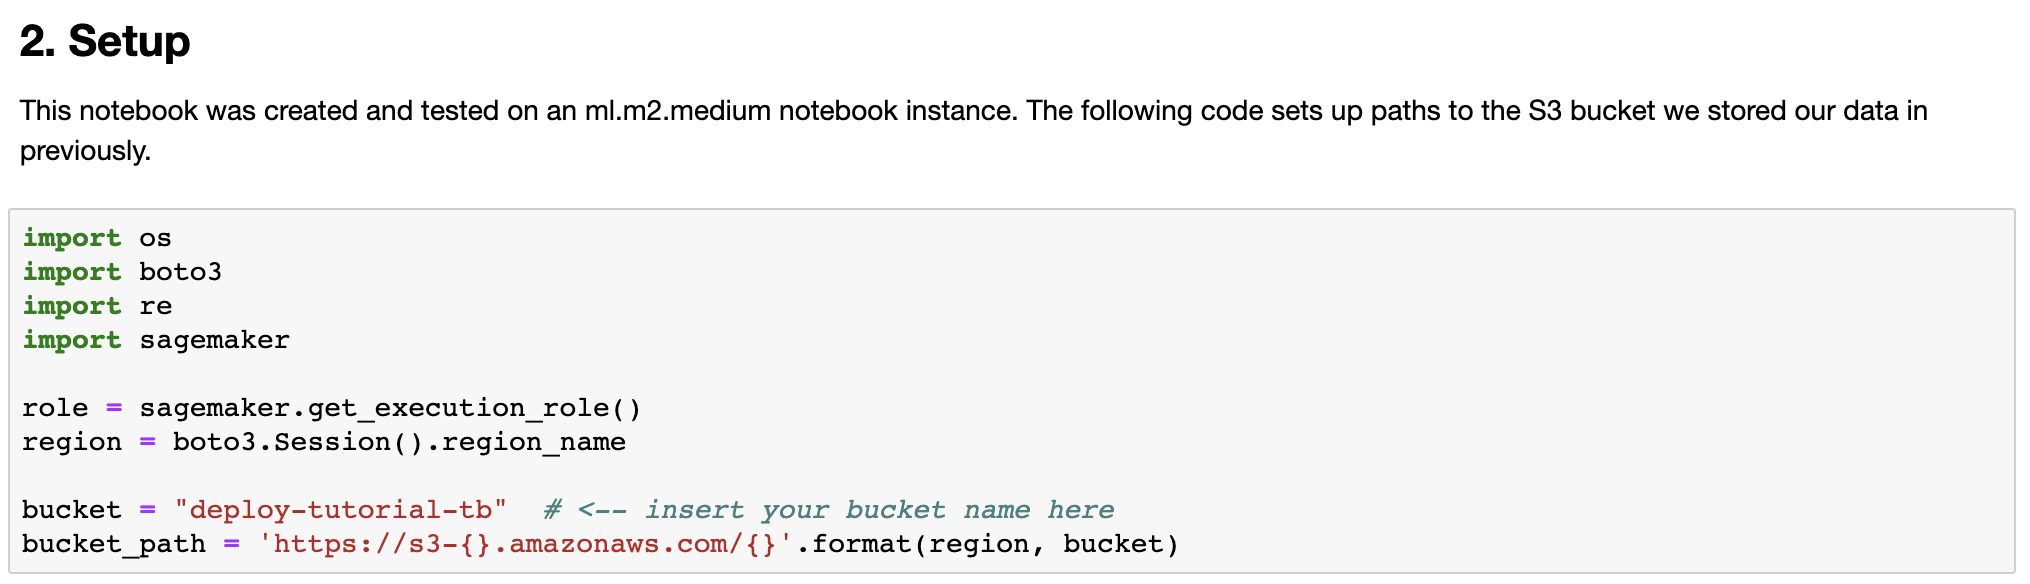 2. Setup
This notebook was created and tested on an ml.m2.medium notebook instance. The following code sets up paths to the S3 bucket we stored our data in
previously.
import os
import boto3
import re
import sagemaker
role = sagemaker.get_execution_role()
region = boto3.Session().region_name
bucket = "deploy-tutorial-tb"  # <-- insert your bucket name here
bucket_path = 'https://s3-{}.amazonaws.com/{}'.format(region, bucket)